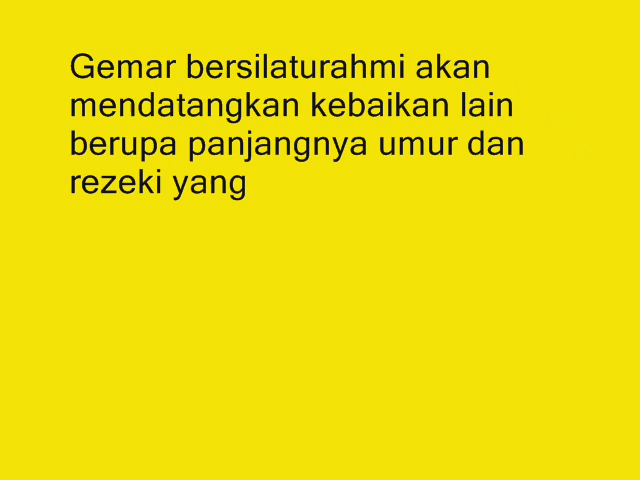 Gemar bersilaturahmi akan
mendatangkan kebaikan lain
berupa panjangnya umur dan
rezeki yang